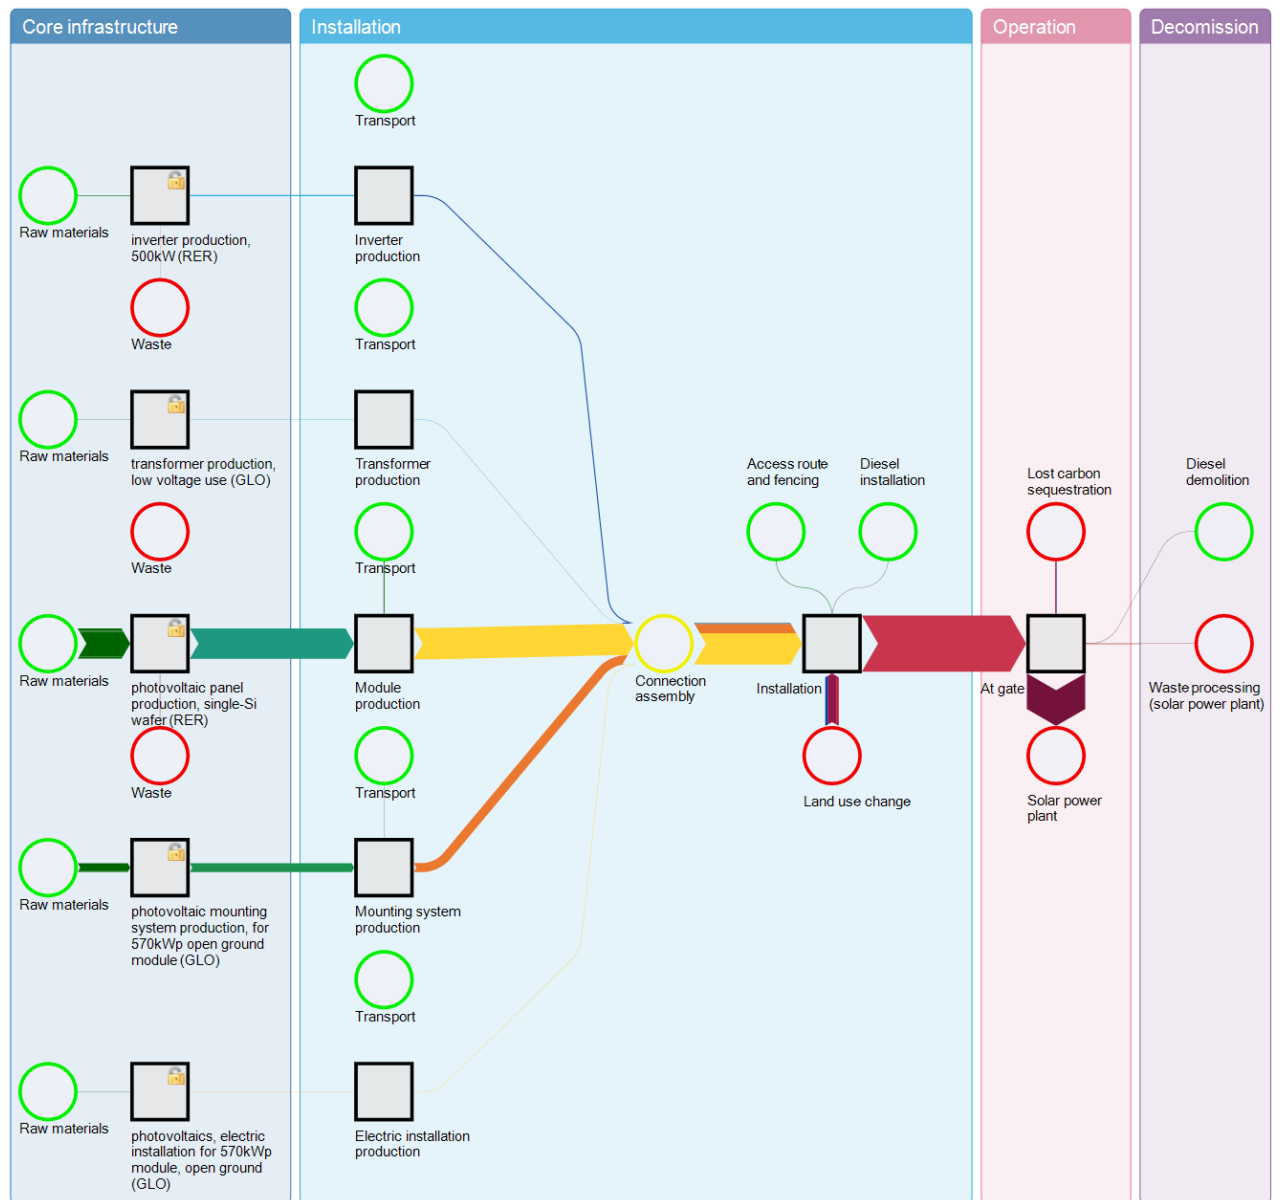 Core infrastructure
Installation
Operation
Decomission
Transport
Raw materials
inverter production,
500kW (RER)
Inverter
production
Waste
Transport
Raw materials
transformer production,
low voltage use (GLO)
Transformer
production
Access route
and fencing
Diesel
installation
Lost carbon
sequestration
Diesel
demolition
Waste
Transport
Raw materials
photovoltaic panel
production, single-Si
wafer (RER)
Module
production
Connection
assembly
Installation
At gate
Waste processing
(solar power plant)
Waste
Transport
Land use change
Solar power
plant
Raw materials
photovoltaic mounting
system production, for
570kWp open ground
module (GLO)
Mounting system
production
Transport
Raw materials
photovoltaics, electric
installation for 570kWp
module, open ground
(GLO)
Electric installation
production